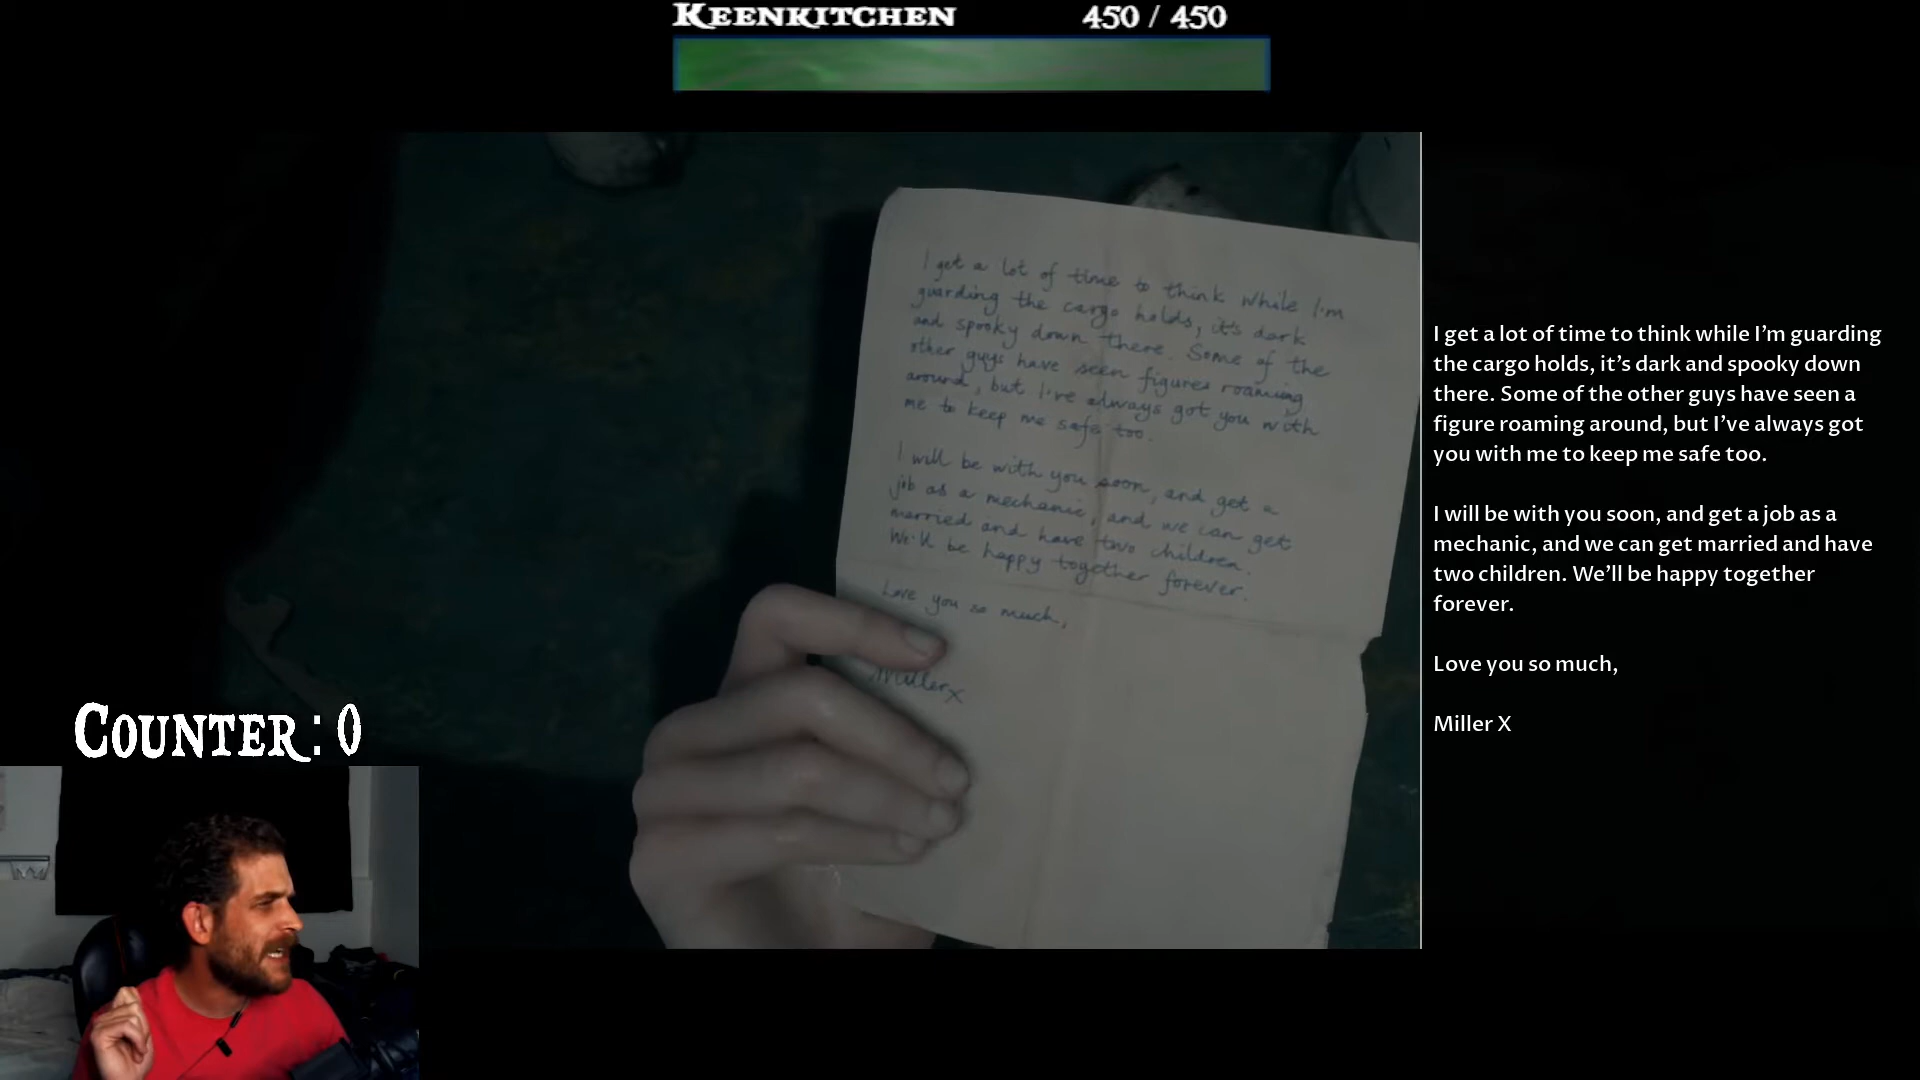 KEENKITCHEN 450 / 450
I get a lot of time to think while I'm
guarding the cargo holds, it's dark
and spooky down there. Some of the
other guys have seen figures roaming
around, but I've always got you with
me to keep me safe too.
I will be with you soon, and get a
job as a mechanic, and we can get
married and have two children.
We'll be happy together forever.
Love you so much,
Miller x
I get a lot of time to think while I'm guarding
the cargo holds, it's dark and spooky down
there. Some of the other guys have seen a
figure roaming around, but I've always got
you with me to keep me safe too.
I will be with you soon, and get a job as a
mechanic, and we can get married and have
two children. We'll be happy together
forever.
Love you so much,
Miller X
COUNTER: 0